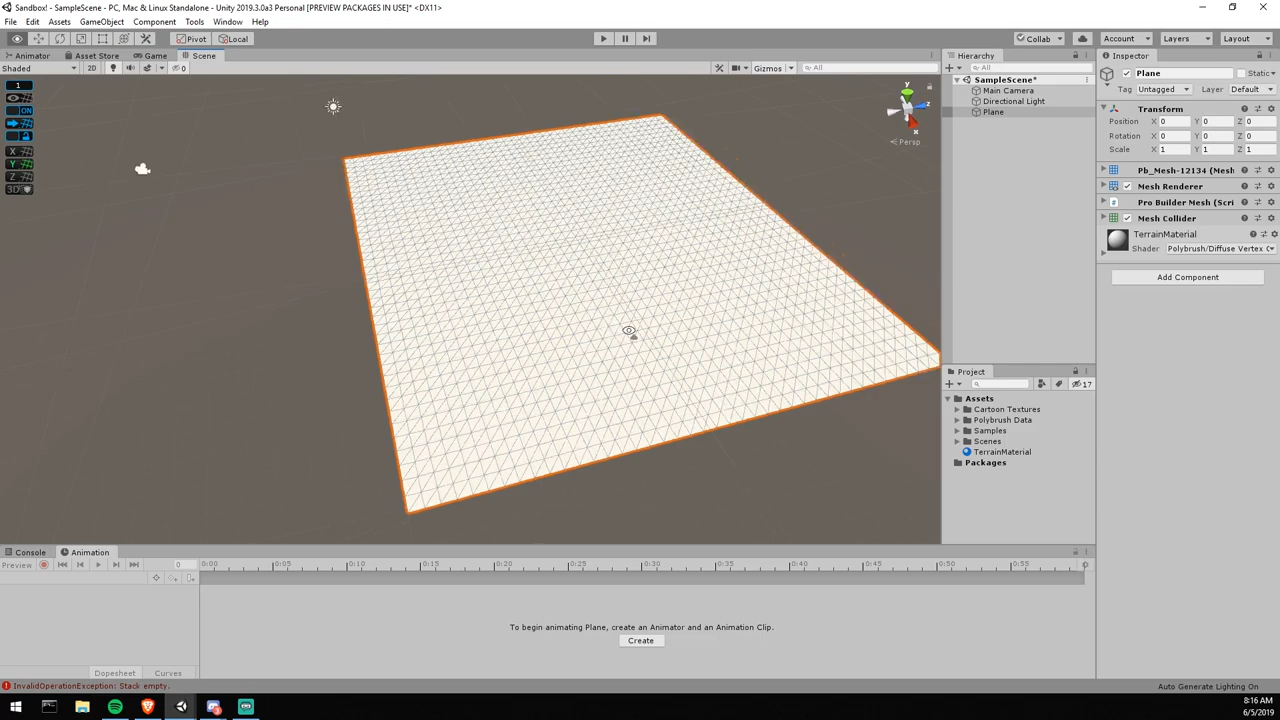 Sandbox! - SampleScene - PC, Mac & Linux Standalone - Unity 2019.3.0a3 Personal [PREVIEW PACKAGES IN USE]* <DX11>
File Edit Assets GameObject Component Tools Window Help
Pivot Local Collab Account Layers Layout
Animator Asset Store Game Scene
Shaded 2D 0 Gizmos All
1
ON
X
Y
Z
3D
y
z
x
Persp
Hierarchy
All
SampleScene*
Main Camera
Directional Light
Plane
Project
17
Assets
Cartoon Textures
Polybrush Data
Samples
Scenes
TerrainMaterial
Packages
Inspector
Plane Static
Tag Untagged Layer Default
Transform
Position X 0 Y 0 Z 0
Rotation X 0 Y 0 Z 0
Scale X 1 Y 1 Z 1
Pb_Mesh-12134 (Mesh
Mesh Renderer
Pro Builder Mesh (Scri
Mesh Collider
TerrainMaterial
Shader Polybrush/Diffuse Vertex C
Add Component
Console Animation
Preview 0 0:00 0:05 0:10 0:15 0:20 0:25 0:30 0:35 0:40 0:45 0:50 0:55
To begin animating Plane, create an Animator and an Animation Clip.
Create
Dopesheet Curves
InvalidOperationException: Stack empty.
Auto Generate Lighting On
8:16 AM
6/5/2019